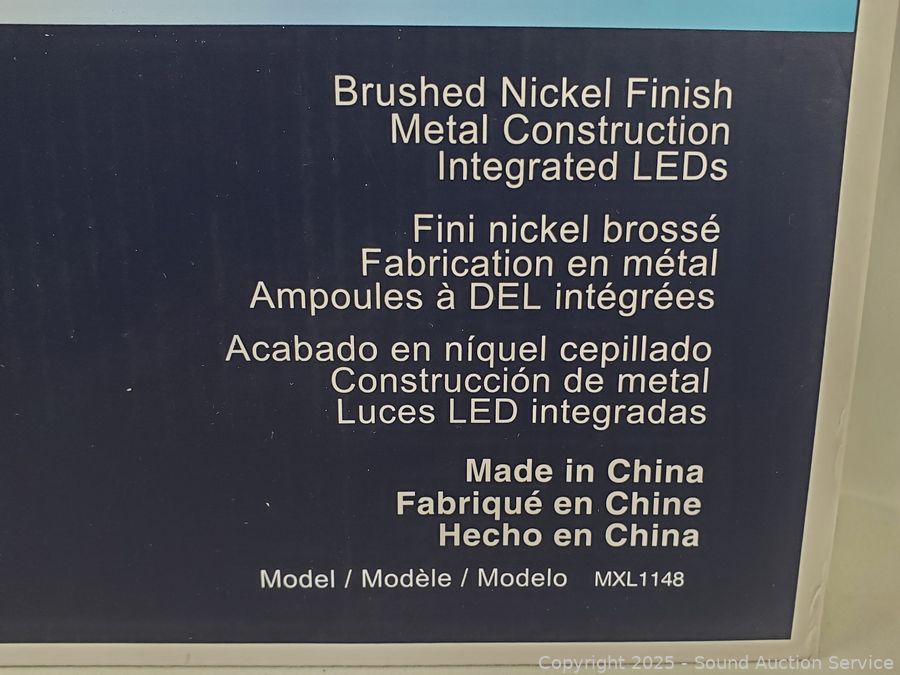 Brushed Nickel Finish
Metal Construction
Integrated LEDs
Fini nickel brossé
Fabrication en métal
Ampoules à DEL intégrées
Acabado en níquel cepillado
Construcción de metal
Luces LED integradas
Made in China
Fabriqué en Chine
Hecho en China
Model / Modèle / Modelo MXL1148
Copyright 2025 - Sound Auction Service